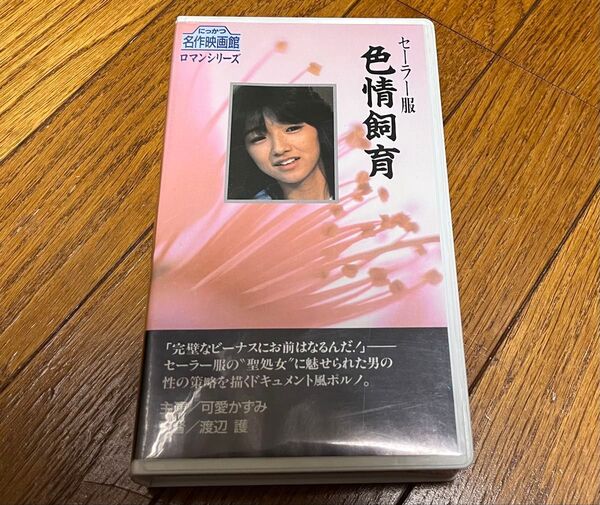 にっかつ
名作映画館
ロマンシリーズ
セーラー服
色情飼育
「完璧なビーナスにお前はなるんだ!」――
セーラー服の〝聖処女〟に魅せられた男の
性の策略を描くドキュメント風ポルノ。
主演/可愛かずみ
/渡辺 護